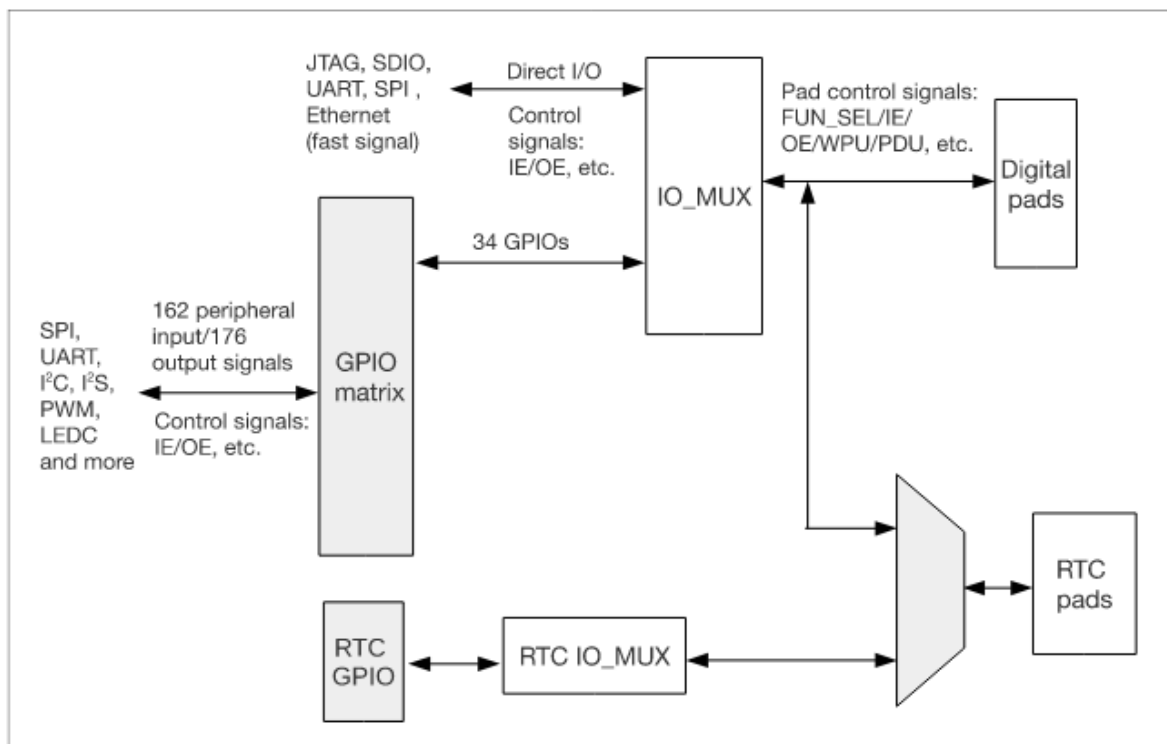 JTAG, SDIO,
UART, SPI ,
Ethernet
(fast signal)
Direct I/O
Control
signals:
IE/OE, etc.
IO_MUX
Pad control signals:
FUN_SEL/IE/
OE/WPU/PDU, etc.
Digital
pads
34 GPIOs
SPI,
UART,
I²C, I²S,
PWM,
LEDC
and more
162 peripheral
input/176
output signals
Control signals:
IE/OE, etc.
GPIO
matrix
RTC
GPIO
RTC IO_MUX
RTC
pads